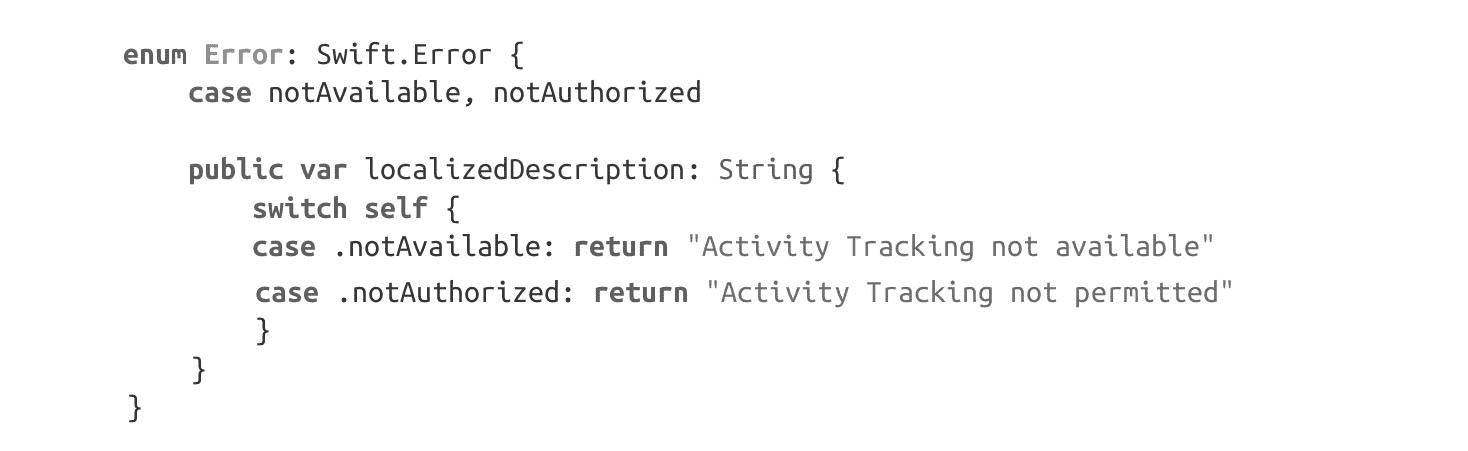 enum Error: Swift.Error {
    case notAvailable, notAuthorized

    public var localizedDescription: String {
        switch self {
        case .notAvailable: return "Activity Tracking not available"
        case .notAuthorized: return "Activity Tracking not permitted"
        }
    }
}